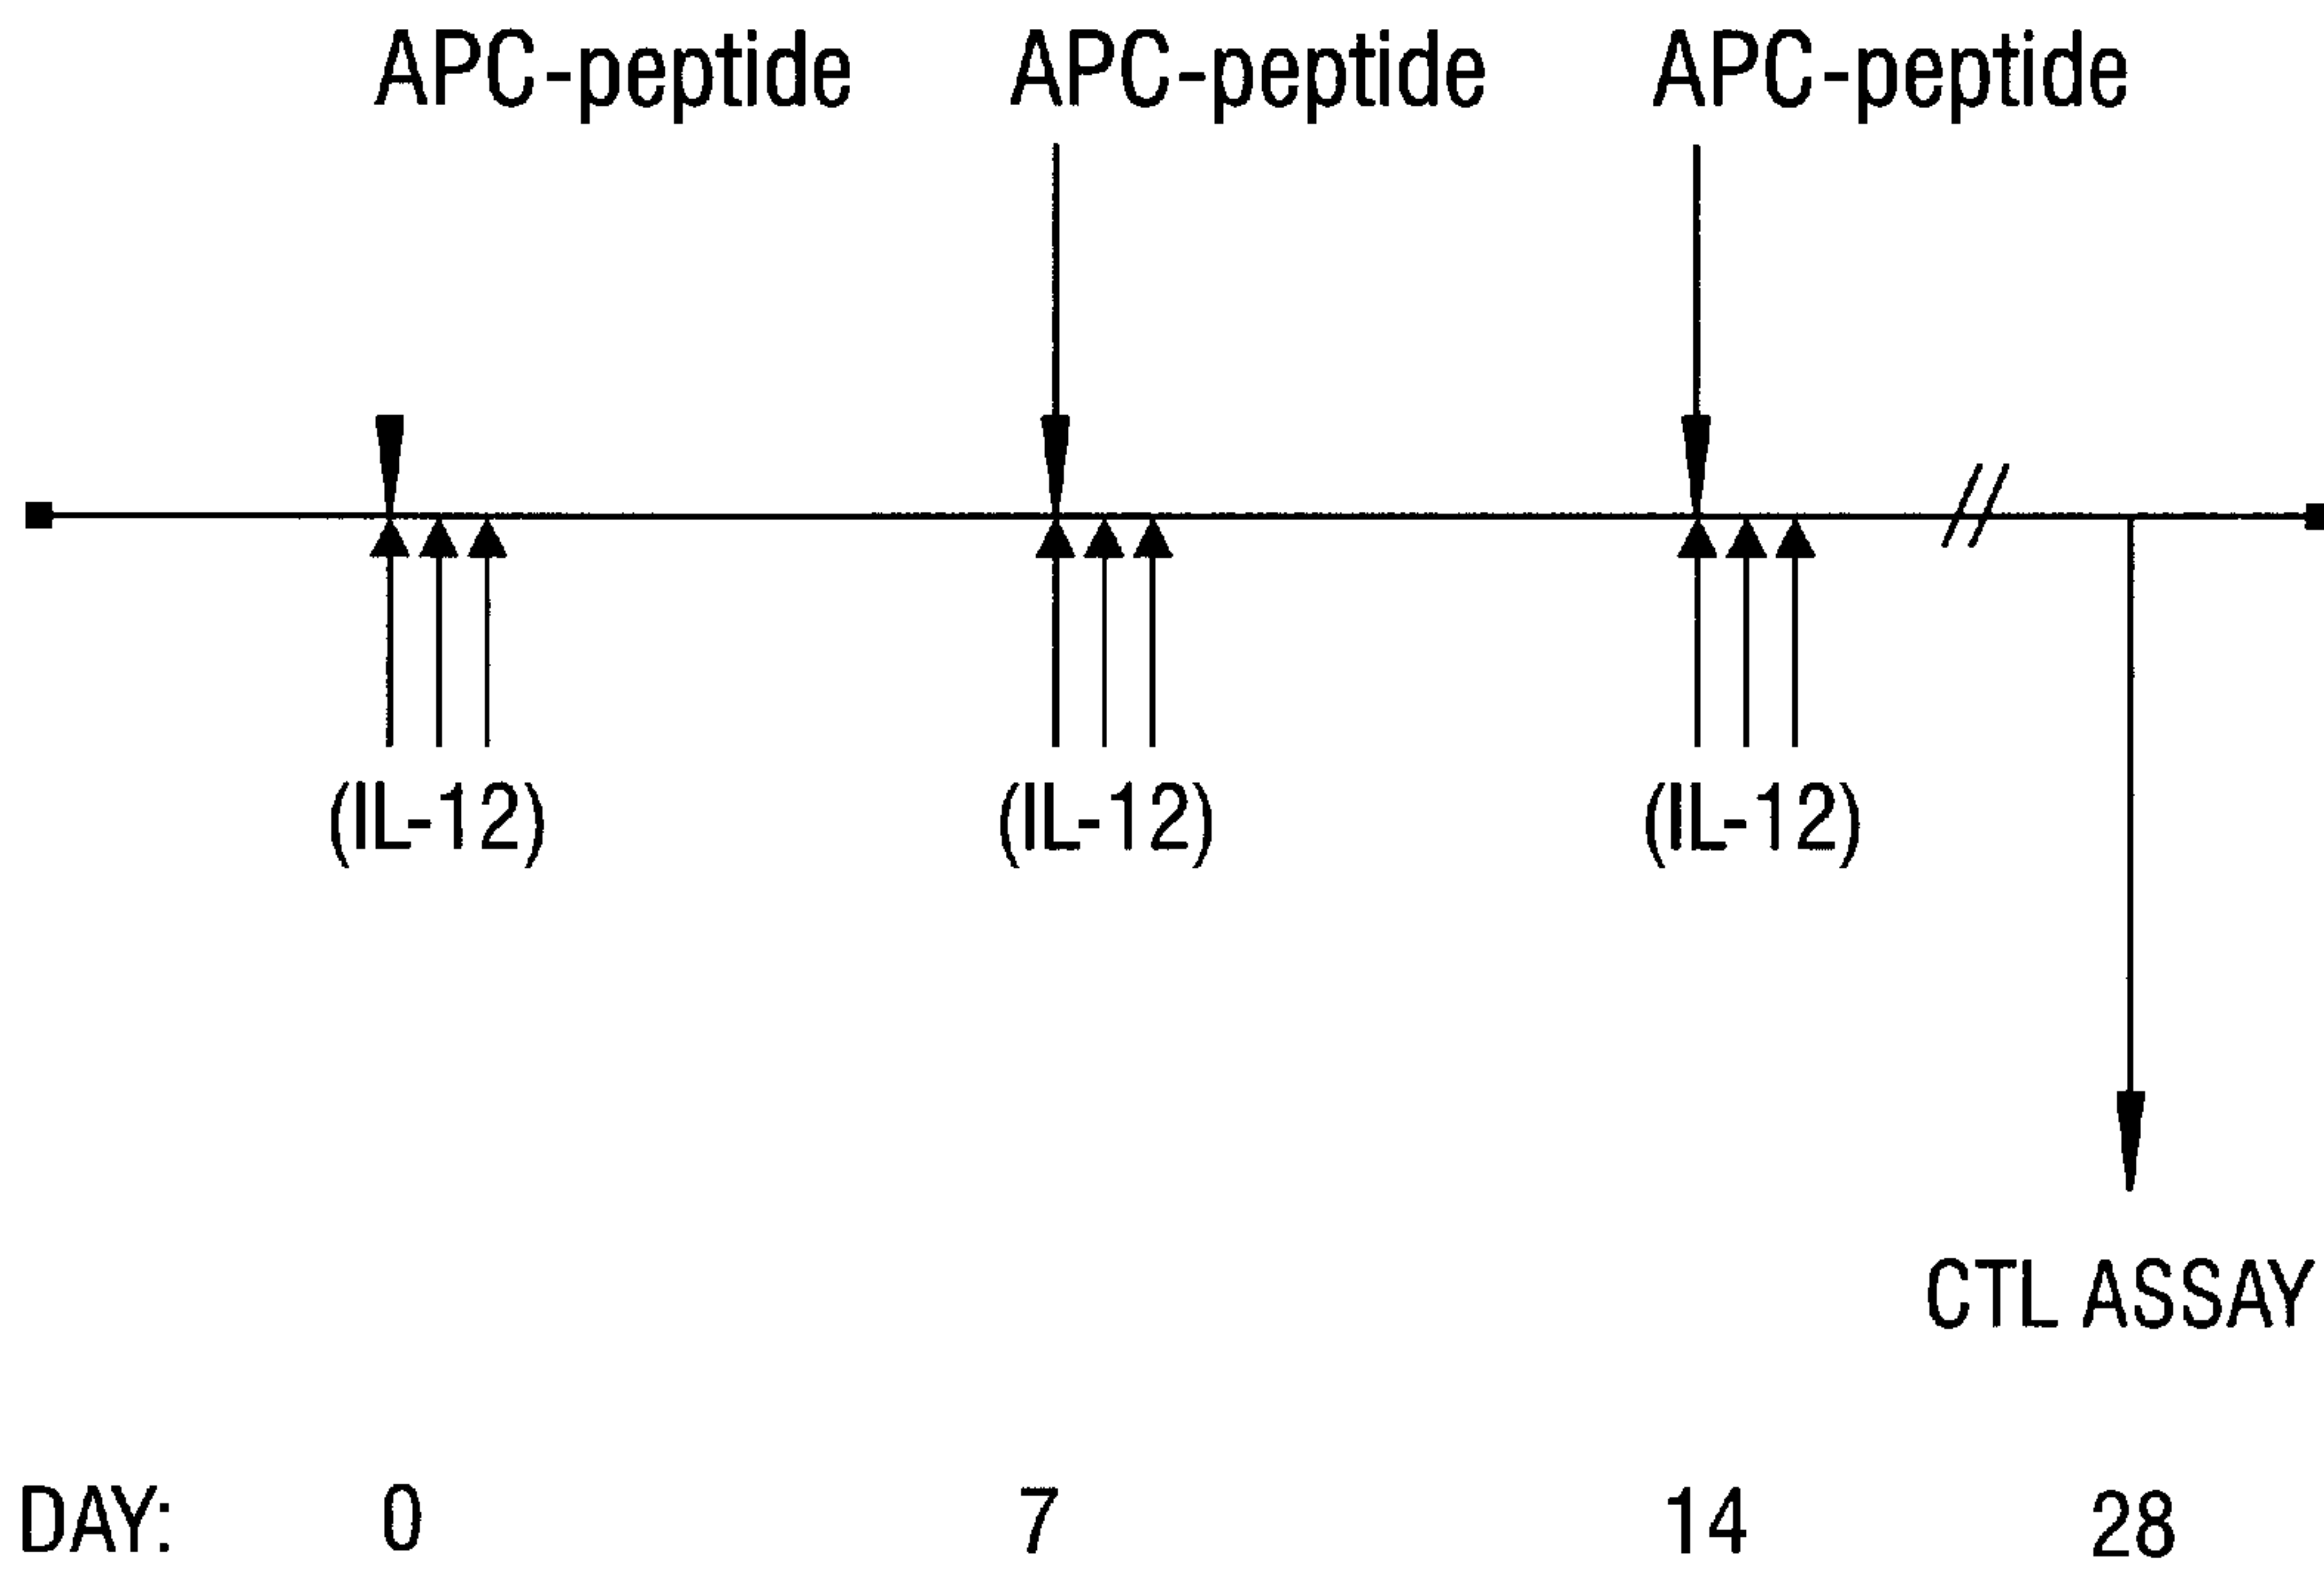 APC-peptide APC-peptide APC-peptide
(IL-12) (IL-12) (IL-12)
CTL ASSAY
DAY: 0 7 14 28